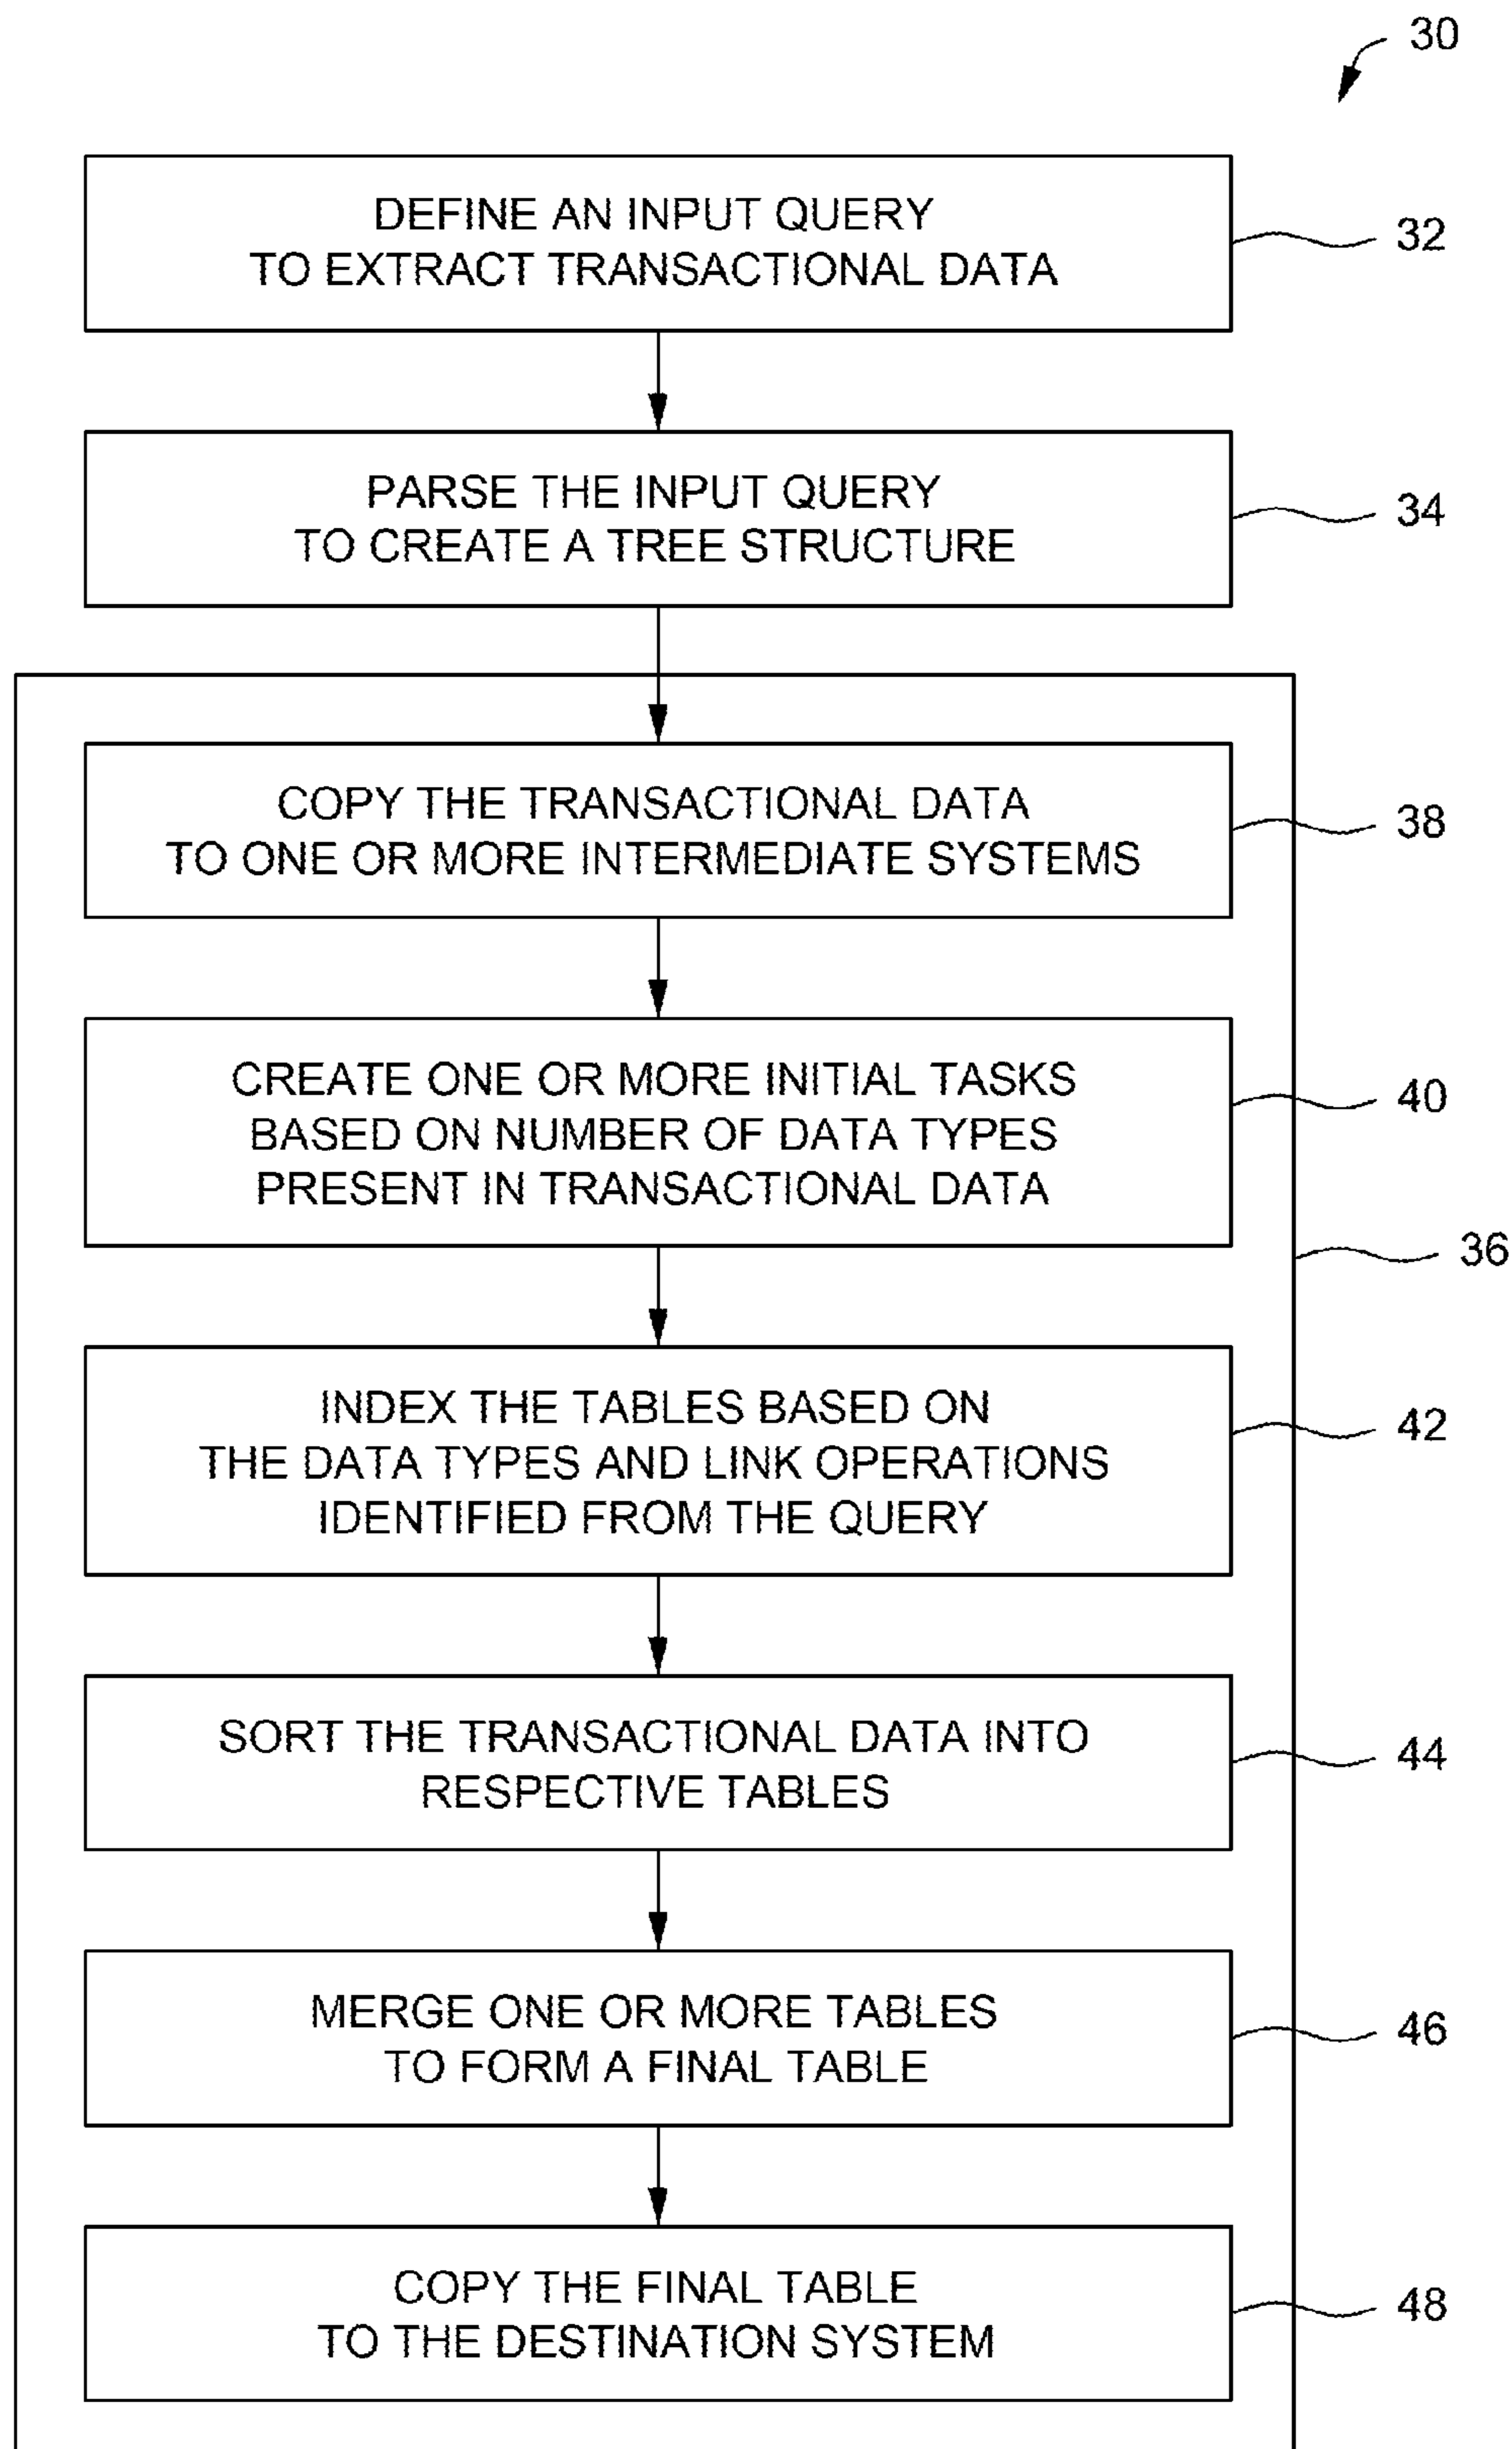 30
DEFINE AN INPUT QUERY
TO EXTRACT TRANSACTIONAL DATA
32
PARSE THE INPUT QUERY
TO CREATE A TREE STRUCTURE
34
COPY THE TRANSACTIONAL DATA
TO ONE OR MORE INTERMEDIATE SYSTEMS
38
CREATE ONE OR MORE INITIAL TASKS
BASED ON NUMBER OF DATA TYPES
PRESENT IN TRANSACTIONAL DATA
40
36
INDEX THE TABLES BASED ON
THE DATA TYPES AND LINK OPERATIONS
IDENTIFIED FROM THE QUERY
42
SORT THE TRANSACTIONAL DATA INTO
RESPECTIVE TABLES
44
MERGE ONE OR MORE TABLES
TO FORM A FINAL TABLE
46
COPY THE FINAL TABLE
TO THE DESTINATION SYSTEM
48